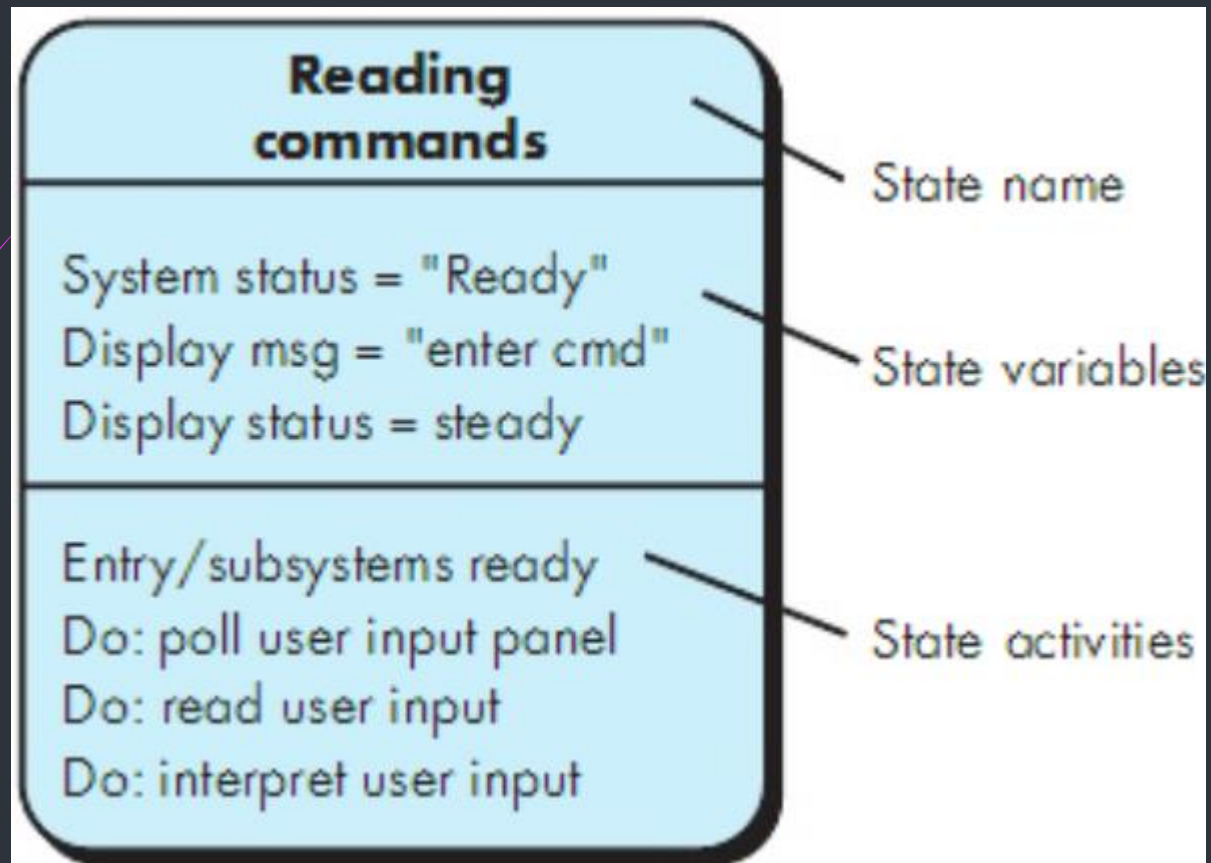 Reading
commands
State name
System status = "Ready"
Display msg = "enter cmd"
Display status = steady
State variables
Entry/subsystems ready
Do: poll user input panel
Do: read user input
Do: interpret user input
State activities